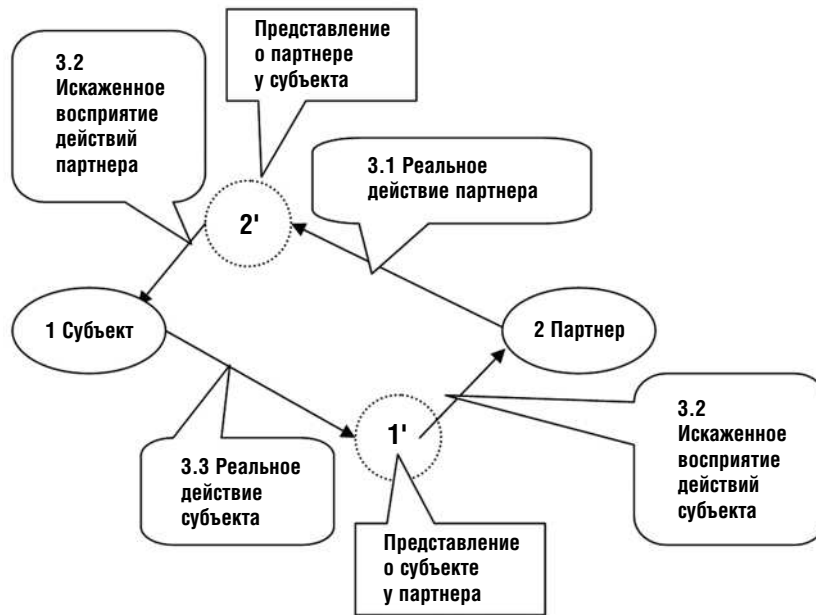 Представление
о партнере
у субъекта
3.2
Искаженное
восприятие
действий
партнера
3.1 Реальное
действие партнера
2'
1 Субъект
2 Партнер
1'
3.2
Искаженное
восприятие
действий
субъекта
3.3 Реальное
действие
субъекта
Представление
о субъекте
у партнера